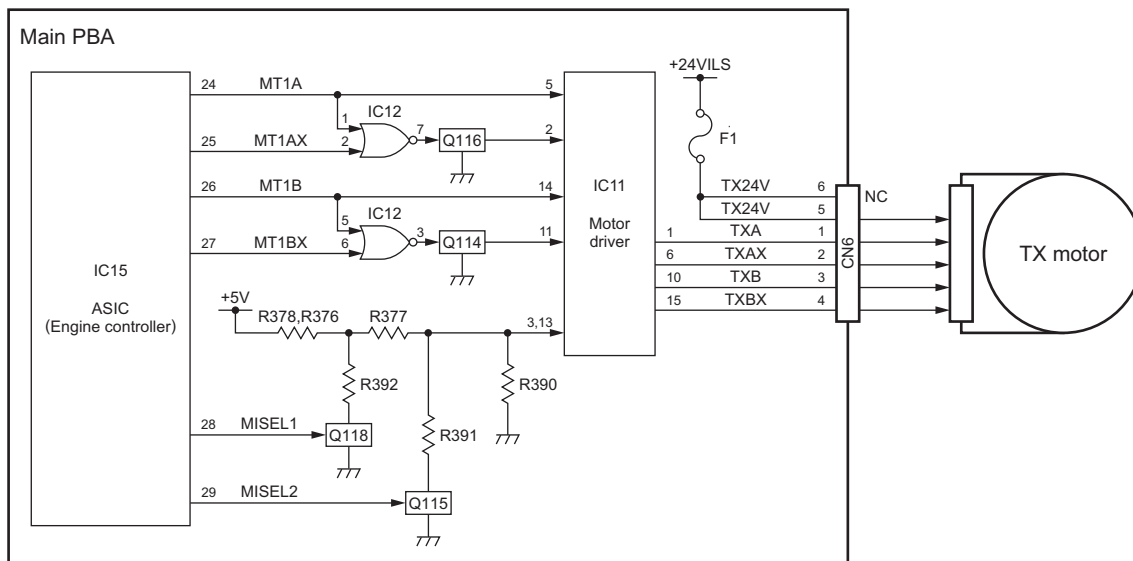 Main PBA
24 MT1A 5
25 MT1AX
IC12
1
2
7
Q116
2
26 MT1B 14
27 MT1BX
IC12
5
6
3
Q114
11
IC15
ASIC
(Engine controller)
+5V
R378,R376
R377
3,13
R392
R391
R390
28 MISEL1
Q118
29 MISEL2
Q115
IC11
Motor
driver
+24VILS
F1
TX24V 6
NC
TX24V 5
1 TXA 1
6 TXAX 2
10 TXB 3
15 TXBX 4
CN6
TX motor